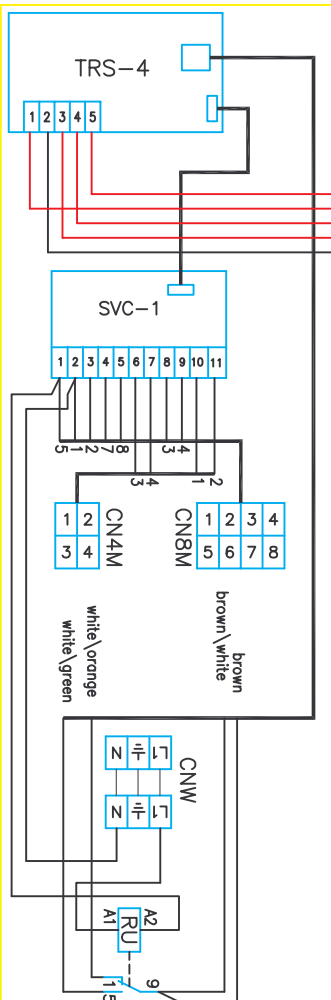 TRS-4
1 2 3 4 5
SVC-1
1 2 3 4 5 6 7 8 9 10 11
5 1 2 7 8 3 4
3 4 1 2
1 2
3 4
CN4M
CN8M
1 2 3 4
5 6 7 8
white\orange
white\green
brown
brown\white
N L1
CNW
N L1
A1 RU A2
1 9
5